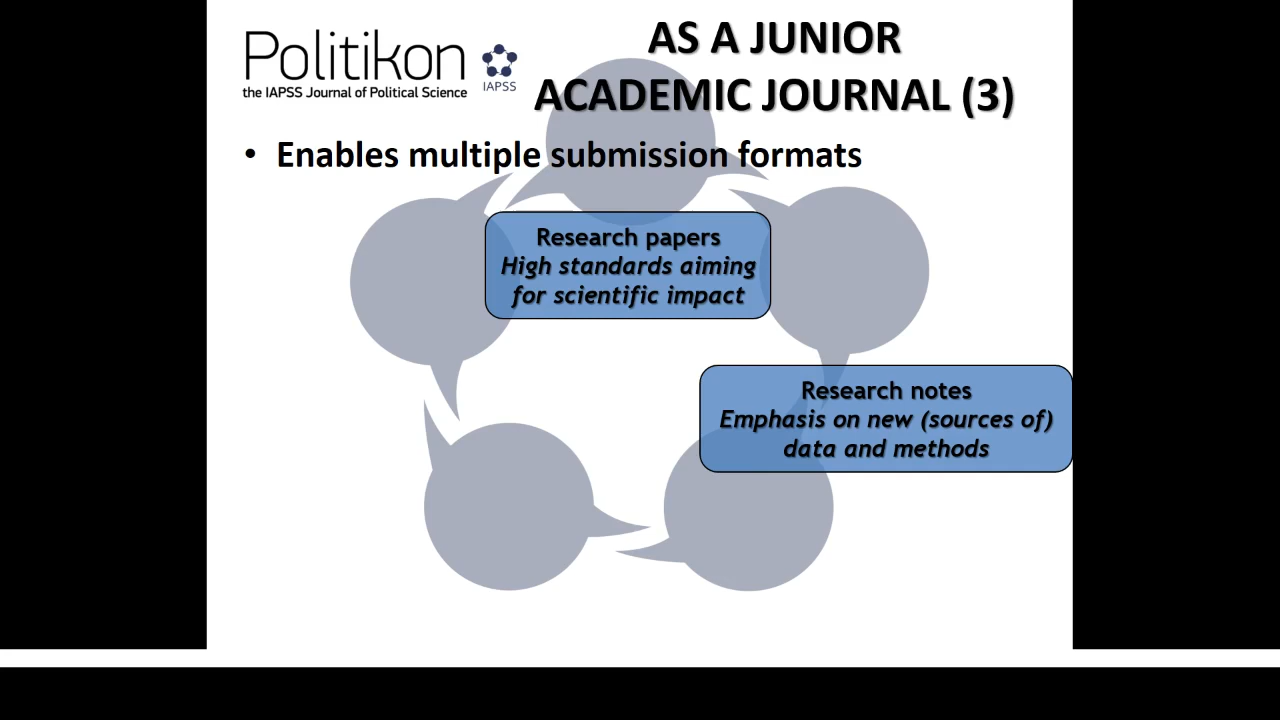 Politikon
the IAPSS Journal of Political Science
IAPSS
AS A JUNIOR
ACADEMIC JOURNAL (3)
• Enables multiple submission formats
Research papers
High standards aiming
for scientific impact
Research notes
Emphasis on new (sources of)
data and methods